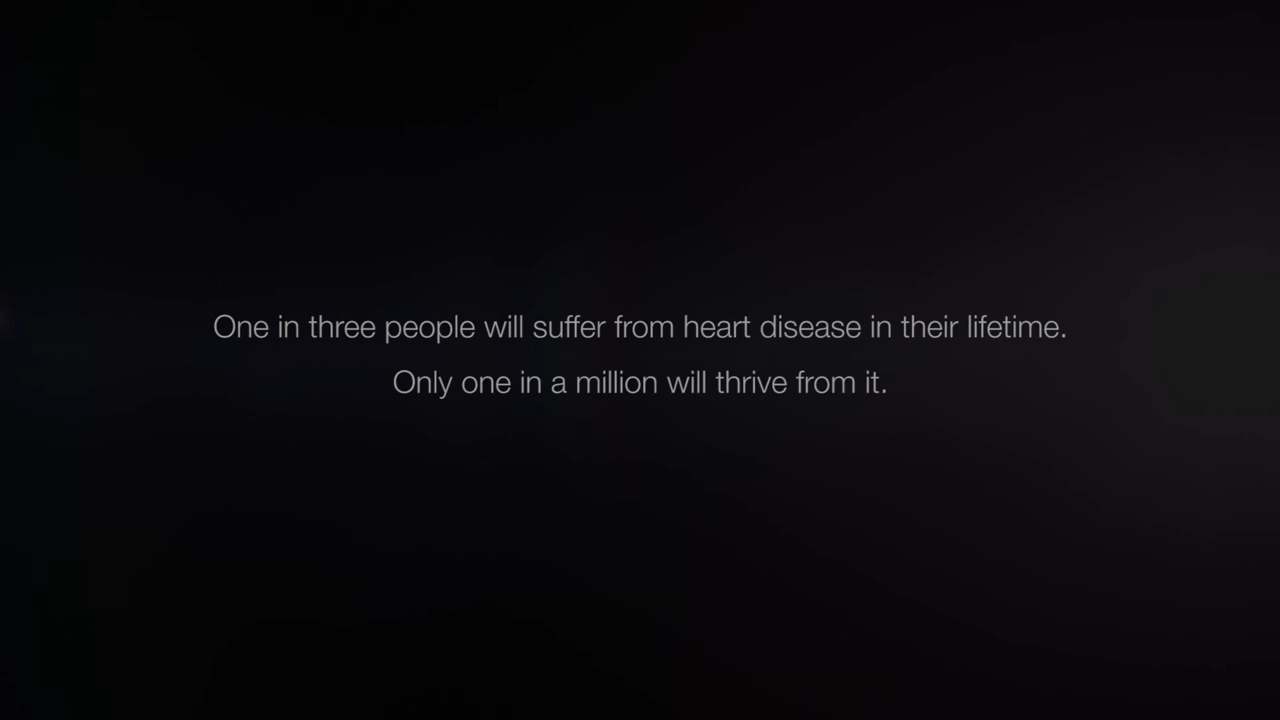 One in three people will suffer from heart disease in their lifetime.
Only one in a million will thrive from it.